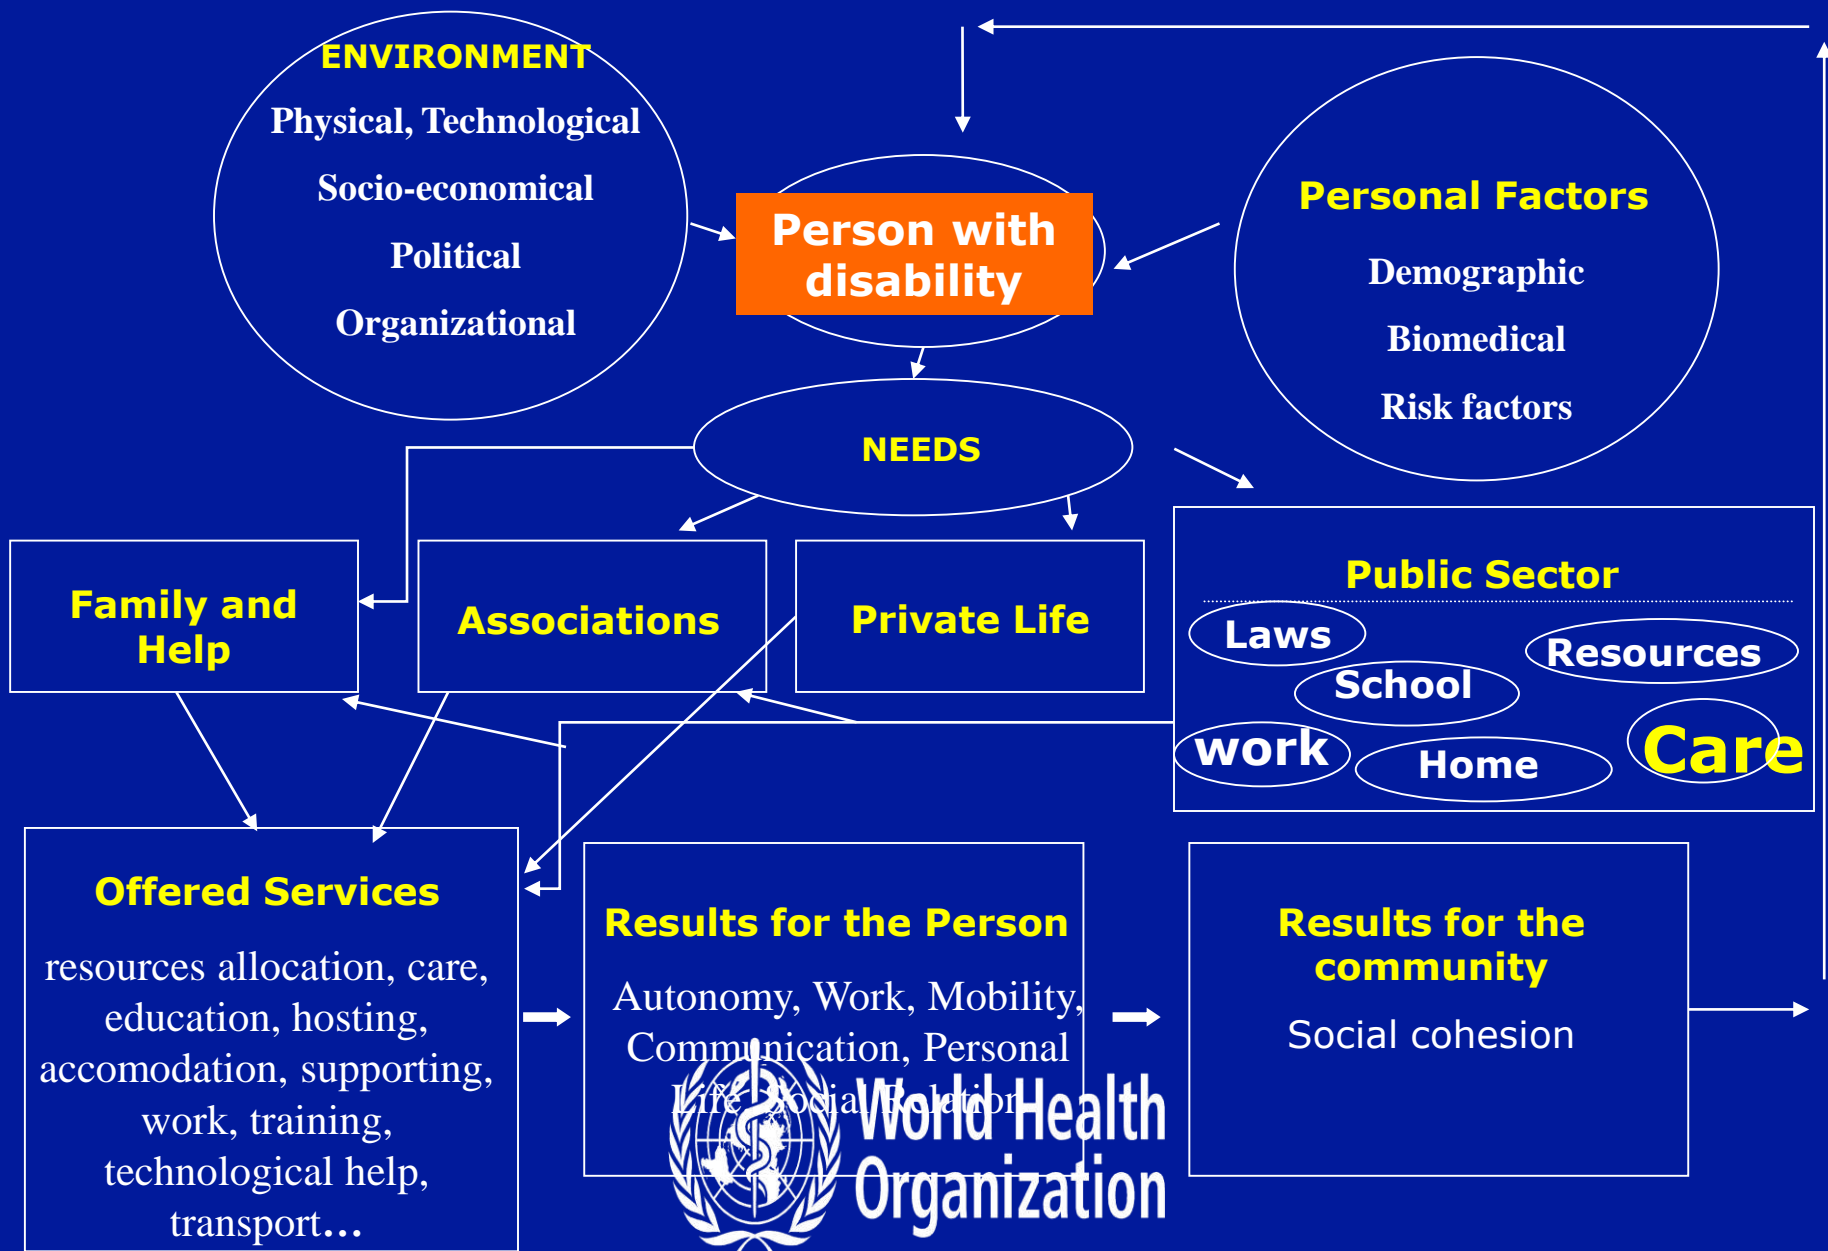 ENVIRONMENT
Physical, Technological
Socio-economical
Political
Organizational
Person with
disability
Personal Factors
Demographic
Biomedical
Risk factors
NEEDS
Family and
Help
Associations
Private Life
Public Sector
Laws
Resources
School
work
Home
Care
Offered Services
resources allocation, care,
education, hosting,
accomodation, supporting,
work, training,
technological help,
transport...
Results for the Person
Autonomy, Work, Mobility,
Communication, Personal
Life Social Relation
Results for the
community
Social cohesion
World Health
Organization